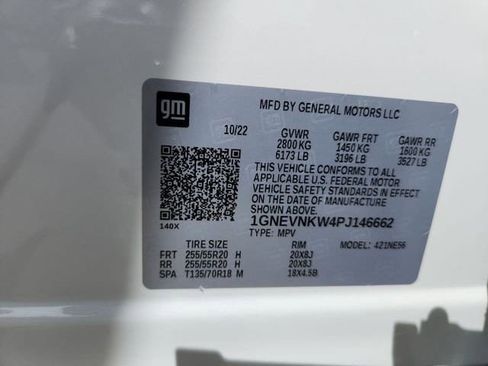 gm
MFD BY GENERAL MOTORS LLC
10/22 GVWR GAWR FRT GAWR RR
2800 KG 1450 KG 1600 KG
6173 LB 3196 LB 3527 LB
THIS VEHICLE CONFORMS TO ALL
APPLICABLE U.S. FEDERAL MOTOR
VEHICLE SAFETY STANDARDS IN EFFECT
ON THE DATE OF MANUFACTURE SHOWN ABOVE.
1GNEVNKW4PJ146662
140X TYPE: MPV MODEL: 421NE56
TIRE SIZE RIM
FRT 255/55R20 H 20X8J
RR 255/55R20 H 20X8J
SPA T135/70R18 M 18X4.5B